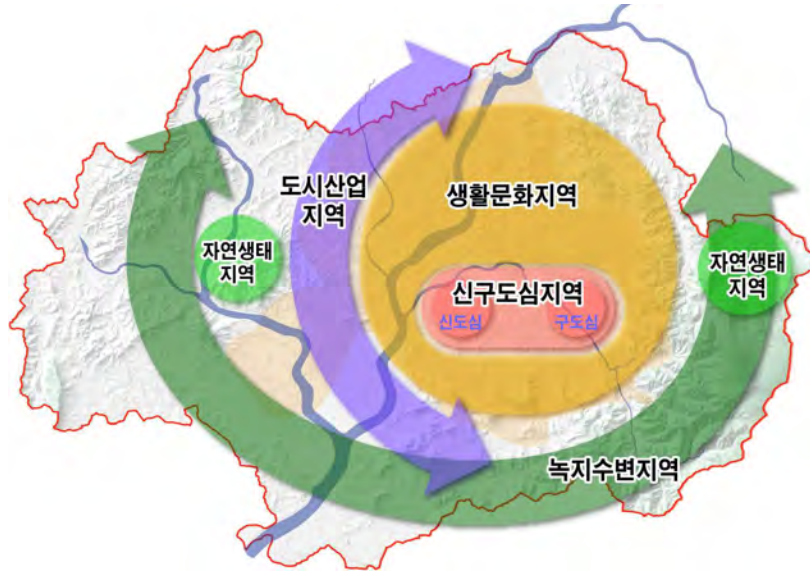 도시산업
지역
생활문화지역
자연생태
지역
자연생태
지역
신구도심지역
신도심
구도심
녹지수변지역